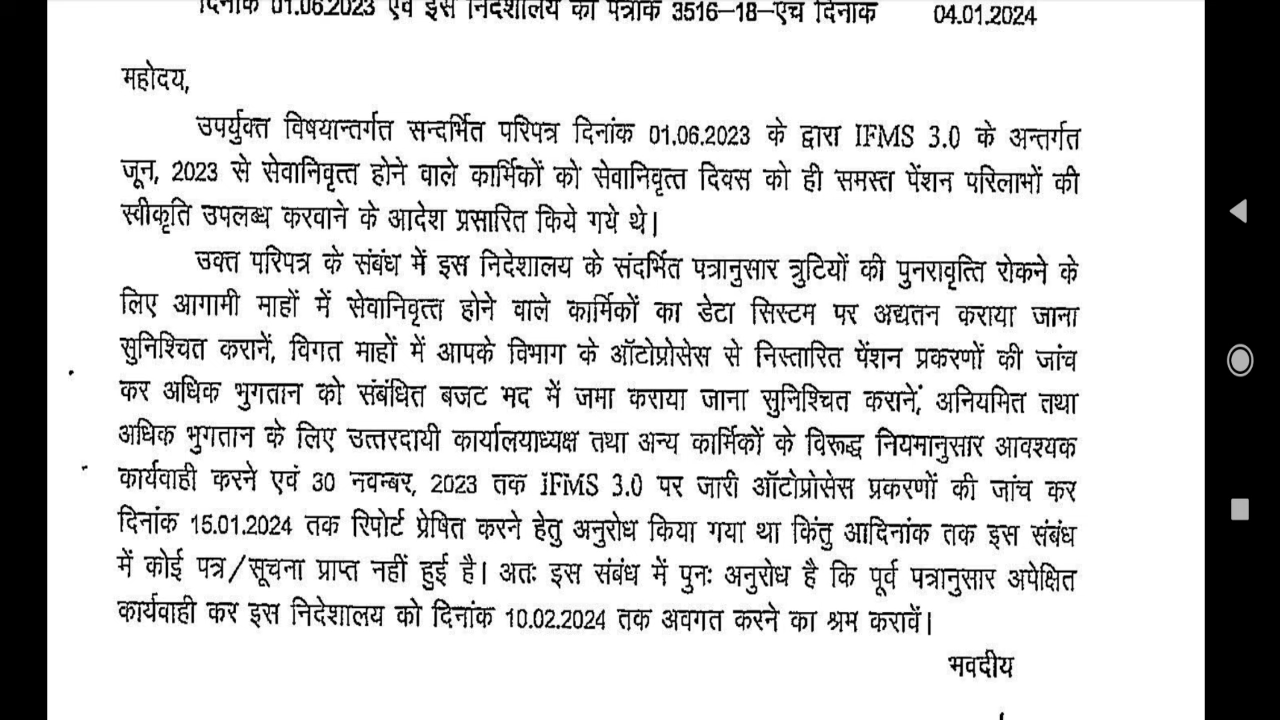 दिनांक 01.06.2023 एवं इस निदेशालय का पत्रांक 3516–18–एच दिनांक 04.01.2024
महोदय,
उपर्युक्त विषयान्तर्गत सन्दर्भित परिपत्र दिनांक 01.06.2023 के द्वारा IFMS 3.0 के अन्तर्गत
जून, 2023 से सेवानिवृत्त होने वाले कार्मिकों को सेवानिवृत्त दिवस को ही समस्त पेंशन परिलाभों की
स्वीकृति उपलब्ध करवाने के आदेश प्रसारित किये गये थे।
उक्त परिपत्र के संबंध में इस निदेशालय के संदर्भित पत्रानुसार त्रुटियों की पुनरावृत्ति रोकने के
लिए आगामी माहों में सेवानिवृत्त होने वाले कार्मिकों का डेटा सिस्टम पर अद्यतन कराया जाना
सुनिश्चित करानें, विगत माहों में आपके विभाग के ऑटोप्रोसेस से निस्तारित पेंशन प्रकरणों की जांच
कर अधिक भुगतान को संबंधित बजट मद में जमा कराया जाना सुनिश्चित करानें, अनियमित तथा
अधिक भुगतान के लिए उत्तरदायी कार्यालयाध्यक्ष तथा अन्य कार्मिकों के विरूद्ध नियमानुसार आवश्यक
कार्यवाही करने एवं 30 नवम्बर, 2023 तक IFMS 3.0 पर जारी ऑटोप्रोसेस प्रकरणों की जांच कर
दिनांक 15.01.2024 तक रिपोर्ट प्रेषित करने हेतु अनुरोध किया गया था किंतु आदिनांक तक इस संबंध
में कोई पत्र/सूचना प्राप्त नहीं हुई है। अतः इस संबंध में पुनः अनुरोध है कि पूर्व पत्रानुसार अपेक्षित
कार्यवाही कर इस निदेशालय को दिनांक 10.02.2024 तक अवगत करने का श्रम करावें।
भवदीय